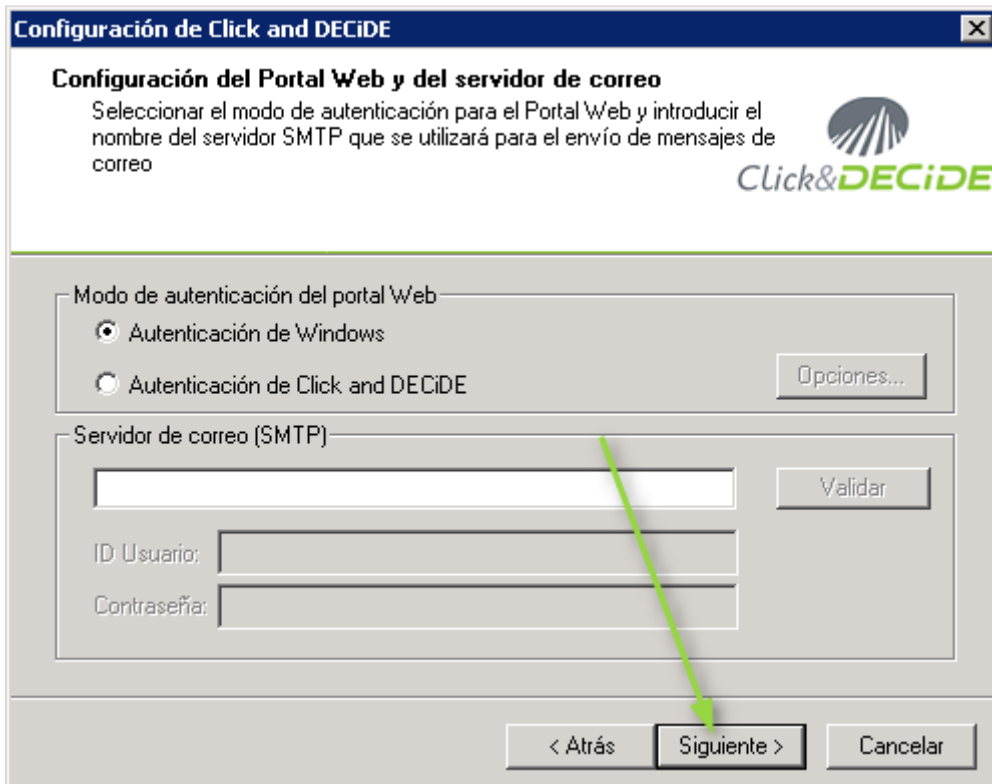 Configuración de Click and DECiDE
Configuración del Portal Web y del servidor de correo
Seleccionar el modo de autenticación para el Portal Web y introducir el
nombre del servidor SMTP que se utilizará para el envío de mensajes de
correo
Click&DECiDE
Modo de autenticación del portal Web
Autenticación de Windows
Autenticación de Click and DECiDE
Opciones...
Servidor de correo (SMTP)
Validar
ID Usuario:
Contraseña:
< Atrás
Siguiente >
Cancelar